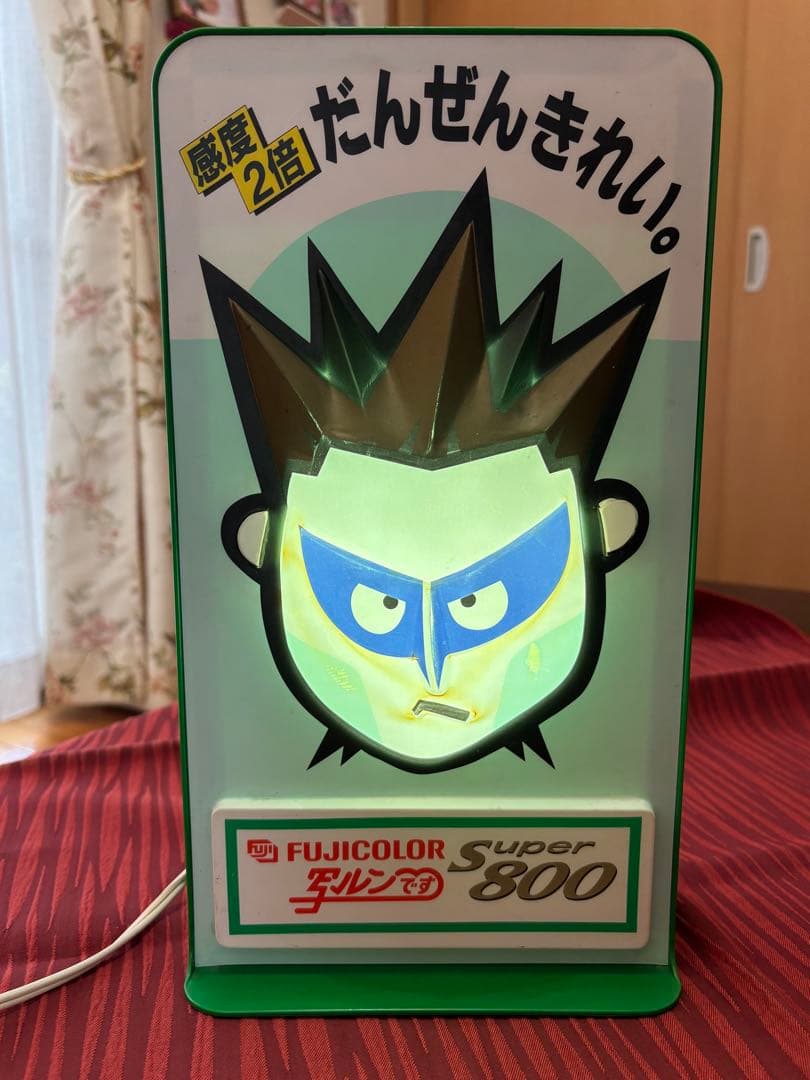 感度
2倍
だんぜんきれい。
FUJI FUJICOLOR
写ルンです
Super
800